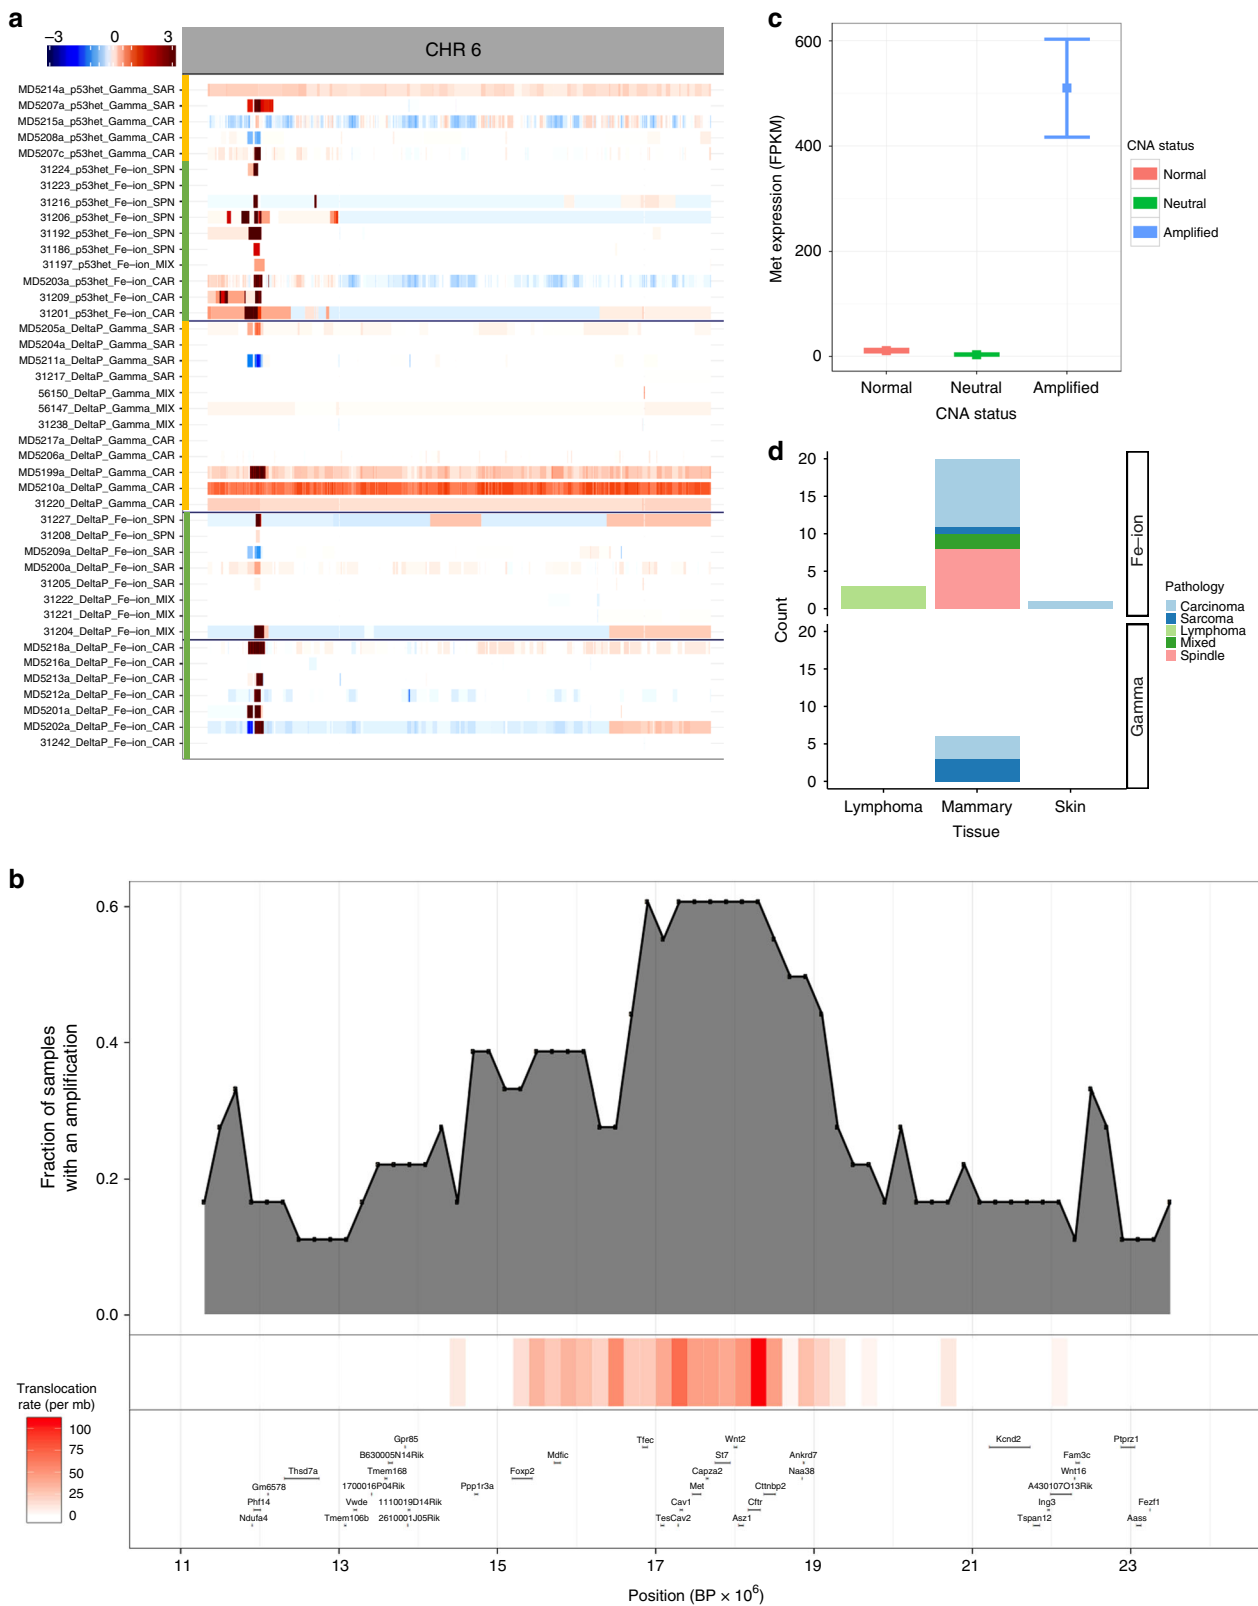 a
−3
0
3
CHR 6
MD5214a_p53het_Gamma_SAR
MD5207a_p53het_Gamma_SAR
MD5215a_p53het_Gamma_CAR
MD5208a_p53het_Gamma_CAR
MD5207c_p53het_Gamma_CAR
31224_p53het_Fe−ion_SPN
31223_p53het_Fe−ion_SPN
31216_p53het_Fe−ion_SPN
31206_p53het_Fe−ion_SPN
31192_p53het_Fe−ion_SPN
31186_p53het_Fe−ion_SPN
31197_p53het_Fe−ion_MIX
MD5203a_p53het_Fe−ion_CAR
31209_p53het_Fe−ion_CAR
31201_p53het_Fe−ion_CAR
MD5205a_DeltaP_Gamma_SAR
MD5204a_DeltaP_Gamma_SAR
MD5211a_DeltaP_Gamma_SAR
31217_DeltaP_Gamma_SAR
56150_DeltaP_Gamma_MIX
56147_DeltaP_Gamma_MIX
31238_DeltaP_Gamma_MIX
MD5217a_DeltaP_Gamma_CAR
MD5206a_DeltaP_Gamma_CAR
MD5199a_DeltaP_Gamma_CAR
MD5210a_DeltaP_Gamma_CAR
31220_DeltaP_Gamma_CAR
31227_DeltaP_Fe−ion_SPN
31208_DeltaP_Fe−ion_SPN
MD5209a_DeltaP_Fe−ion_SAR
MD5200a_DeltaP_Fe−ion_SAR
31205_DeltaP_Fe−ion_SAR
31222_DeltaP_Fe−ion_MIX
31221_DeltaP_Fe−ion_MIX
31204_DeltaP_Fe−ion_MIX
MD5218a_DeltaP_Fe−ion_CAR
MD5216a_DeltaP_Fe−ion_CAR
MD5213a_DeltaP_Fe−ion_CAR
MD5212a_DeltaP_Fe−ion_CAR
MD5201a_DeltaP_Fe−ion_CAR
MD5202a_DeltaP_Fe−ion_CAR
31242_DeltaP_Fe−ion_CAR
c
Met expression (FPKM)
600
400
200
0
Normal
Neutral
Amplified
CNA status
CNA status
Normal
Neutral
Amplified
d
Count
20
15
10
5
0
Fe−ion
20
15
10
5
0
Gamma
Lymphoma
Mammary
Skin
Tissue
Pathology
Carcinoma
Sarcoma
Lymphoma
Mixed
Spindle
b
Fraction of samples
with an amplification
0.6
0.4
0.2
0.0
Translocation
rate (per mb)
100
75
50
25
0
Gpr85
Tfec
Wnt2
Kcnd2
Ptprz1
B630005N14Rik
Mdfic
St7
Ankrd7
Fam3c
Thsd7a
Tmem168
Foxp2
Capza2
Naa38
Wnt16
Gm6578
1700016P04Rik
Ppp1r3a
Met
Cttnbp2
A430107O13Rik
Phf14
Vwde
1110019D14Rik
Cav1
Cftr
Ing3
Fezf1
Ndufa4
Tmem106b
2610001J05Rik
TesCav2
Asz1
Tspan12
Aass
11
13
15
17
19
21
23
Position (BP × 10⁶)